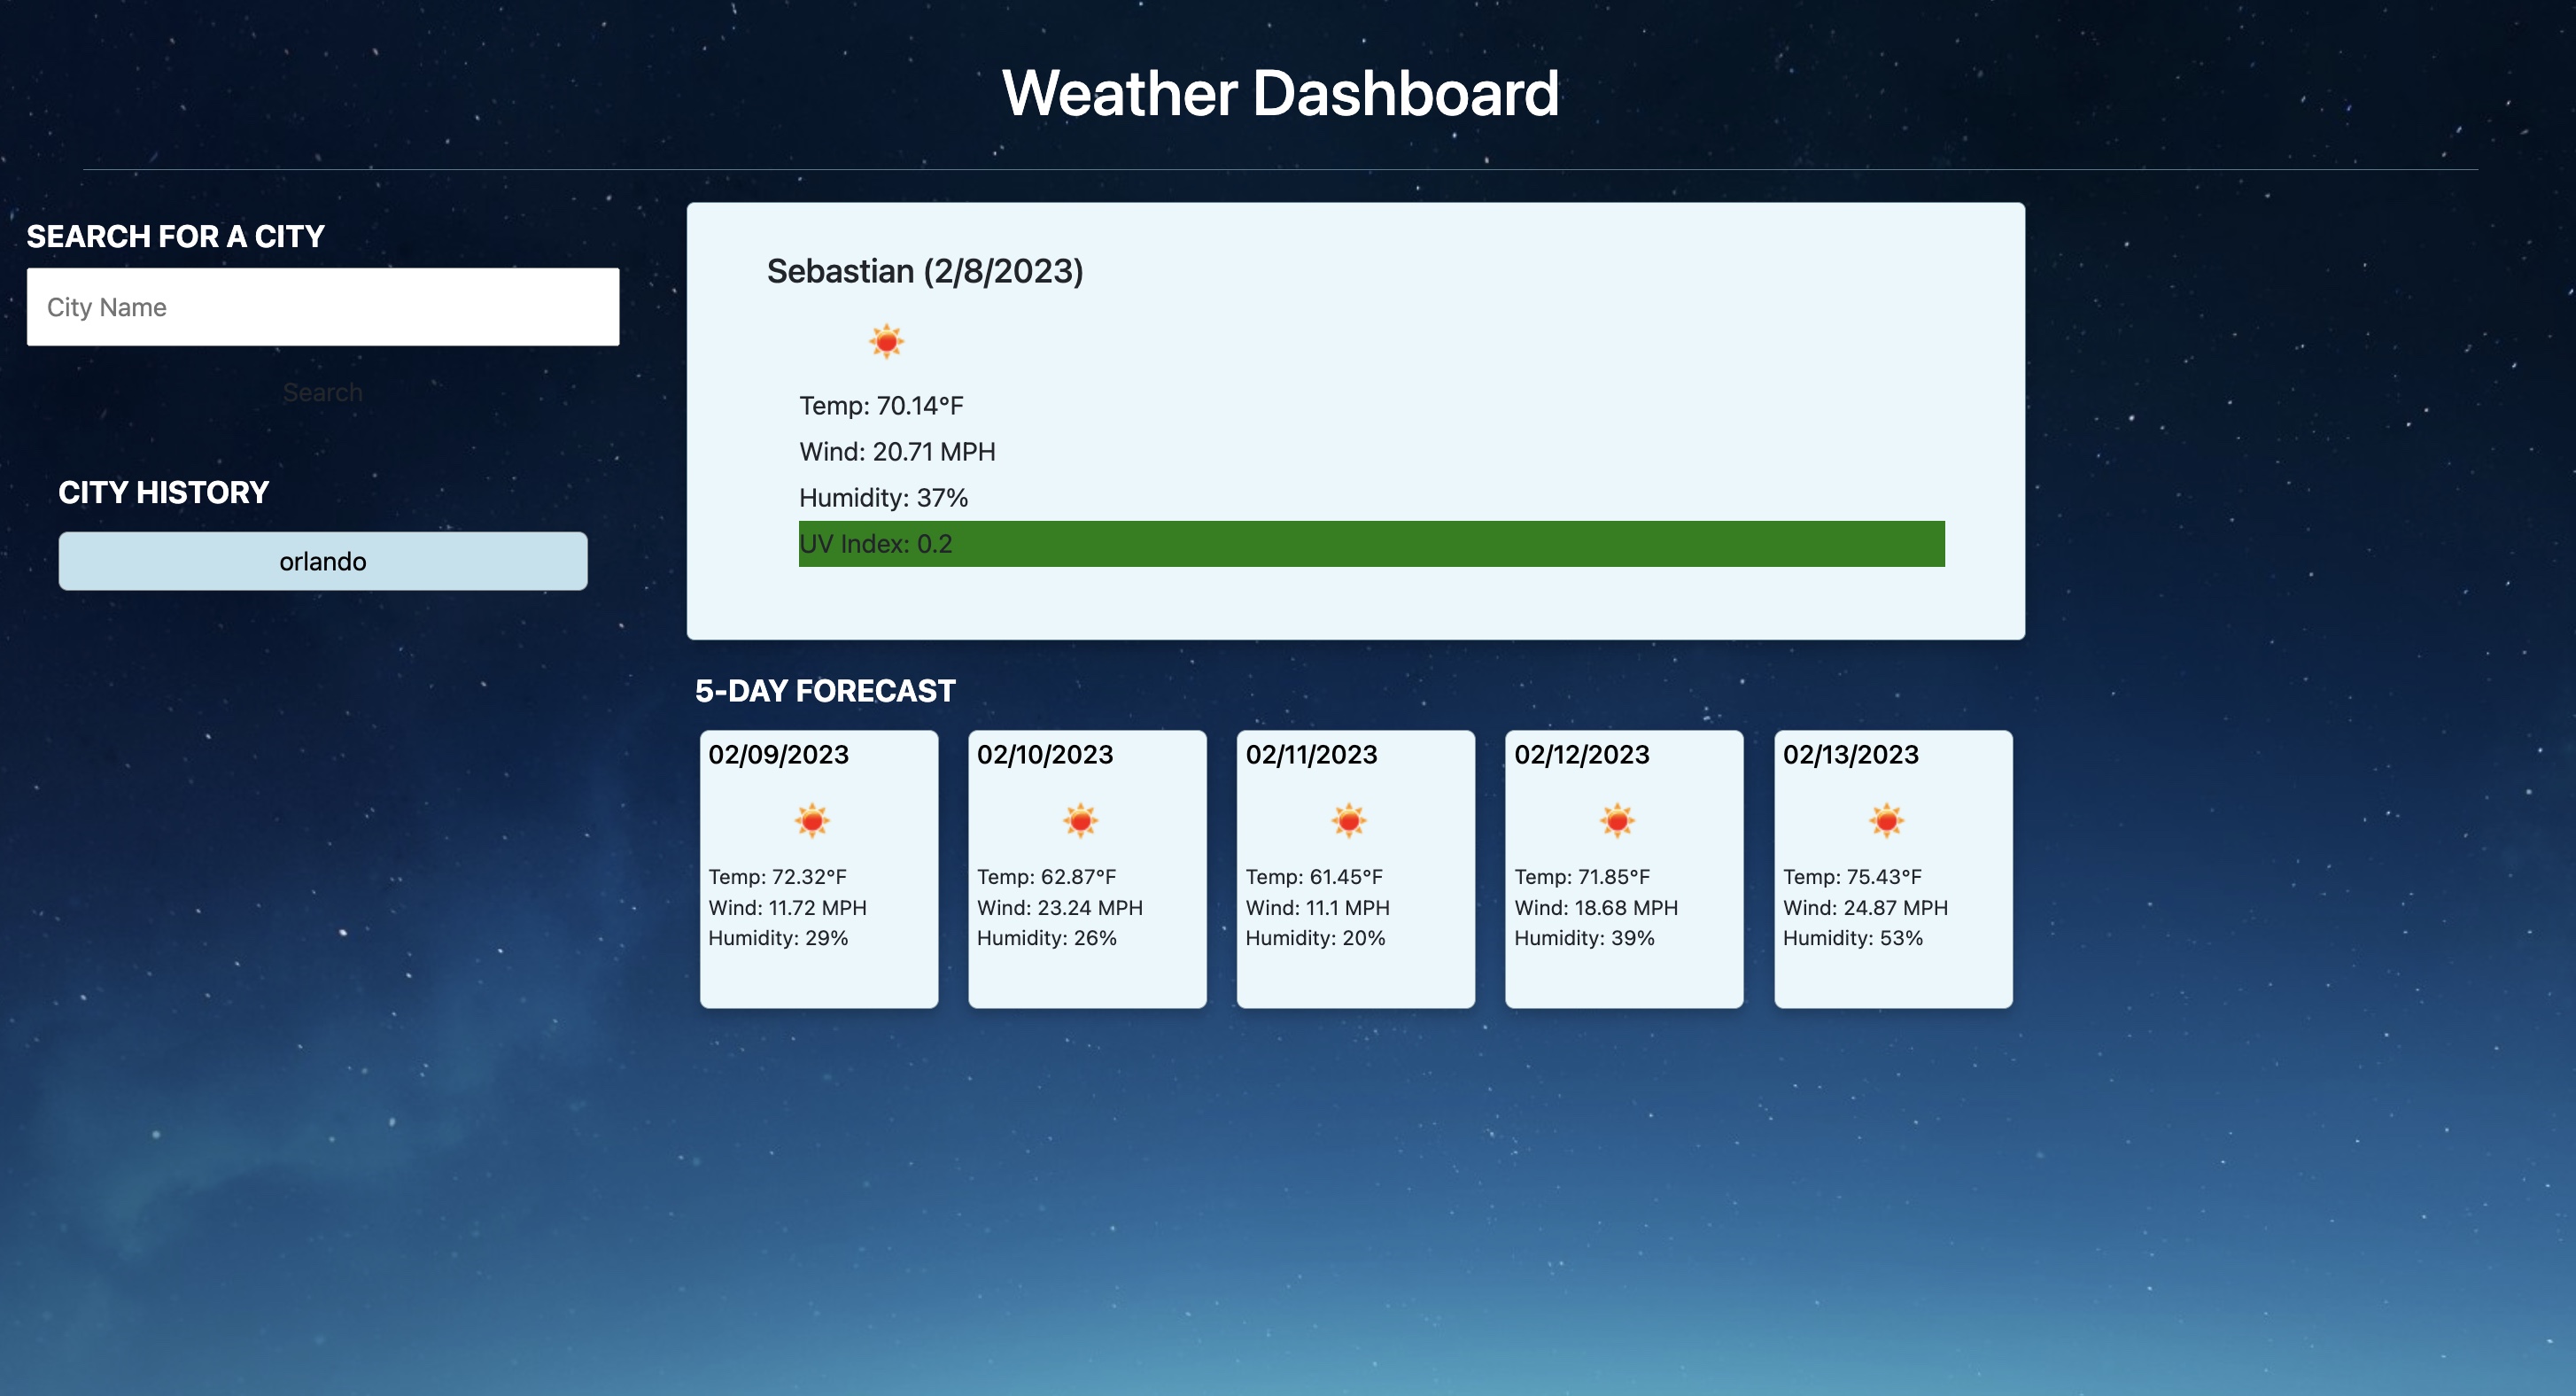 Weather Dashboard
SEARCH FOR A CITY
City Name
Search
CITY HISTORY
orlando
Sebastian (2/8/2023)
Temp: 70.14°F
Wind: 20.71 MPH
Humidity: 37%
UV Index: 0.2
5-DAY FORECAST
02/09/2023
Temp: 72.32°F
Wind: 11.72 MPH
Humidity: 29%
02/10/2023
Temp: 62.87°F
Wind: 23.24 MPH
Humidity: 26%
02/11/2023
Temp: 61.45°F
Wind: 11.1 MPH
Humidity: 20%
02/12/2023
Temp: 71.85°F
Wind: 18.68 MPH
Humidity: 39%
02/13/2023
Temp: 75.43°F
Wind: 24.87 MPH
Humidity: 53%